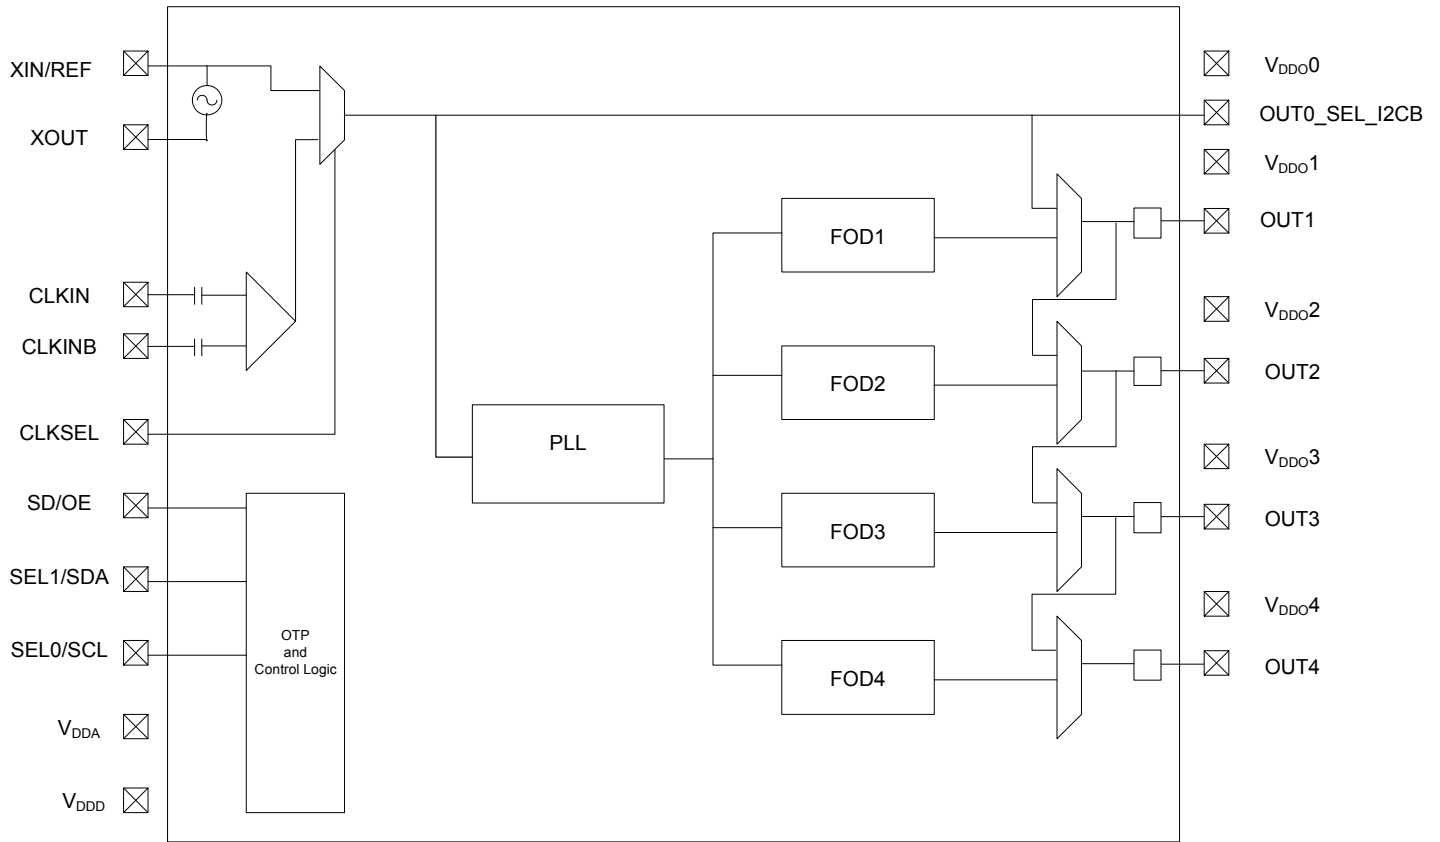 XIN/REF
XOUT
CLKIN
CLKINB
CLKSEL
SD/OE
SEL1/SDA
SEL0/SCL
VDDA
VDDD
OTP
and
Control Logic
PLL
FOD1
FOD2
FOD3
FOD4
VDDO0
OUT0_SEL_I2CB
VDDO1
OUT1
VDDO2
OUT2
VDDO3
OUT3
VDDO4
OUT4